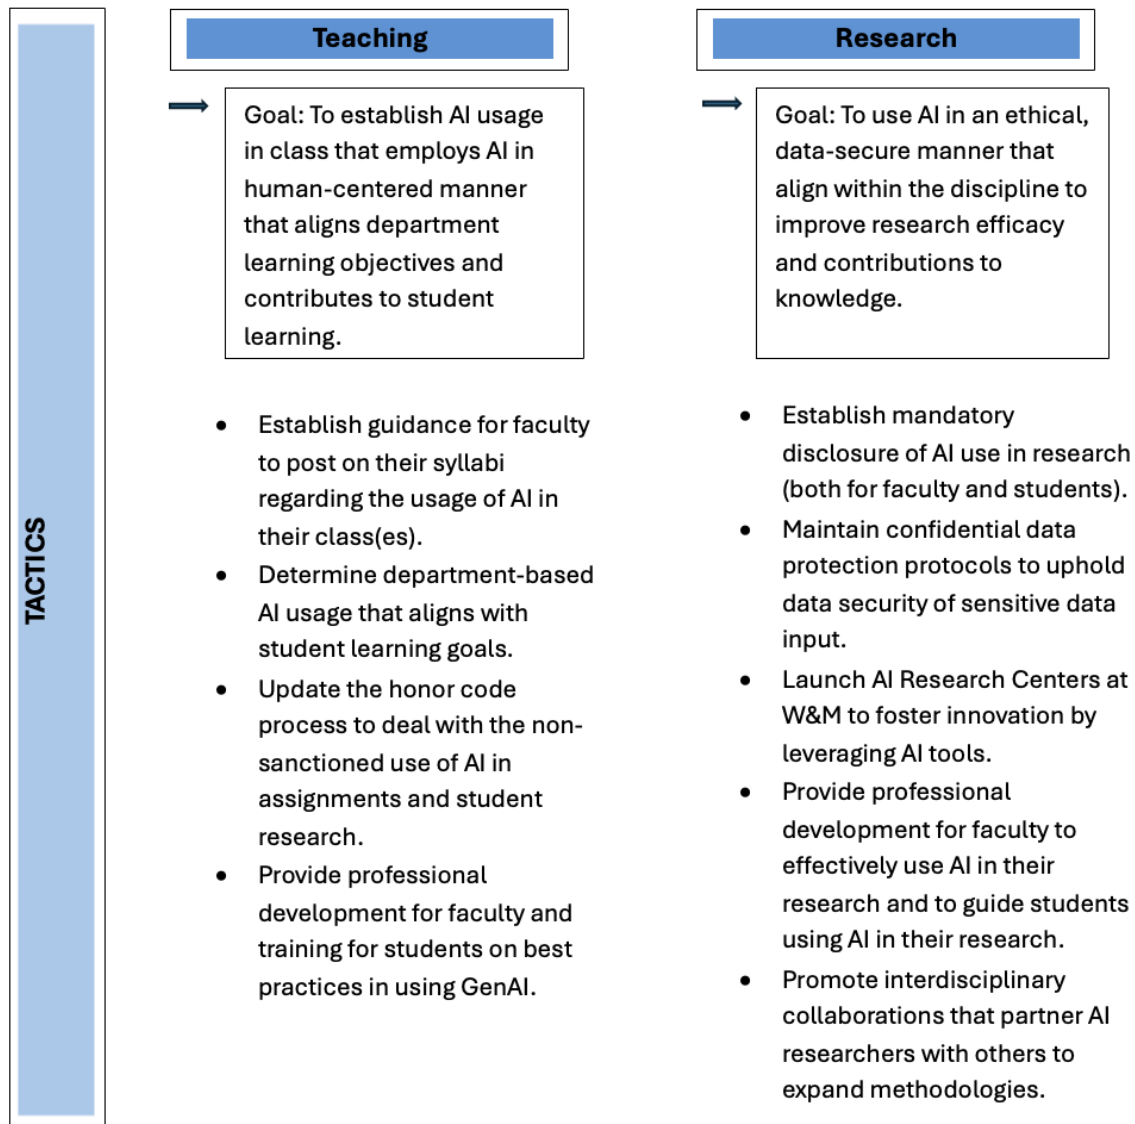 Teaching
Goal: To establish AI usage
in class that employs AI in
human-centered manner
that aligns department
learning objectives and
contributes to student
learning.
Establish guidance for faculty
to post on their syllabi
regarding the usage of AI in
their class(es).
Determine department-based
AI usage that aligns with
student learning goals.
Update the honor code
process to deal with the non-
sanctioned use of AI in
assignments and student
research.
Provide professional
development for faculty and
training for students on best
practices in using GenAI.
Research
Goal: To use AI in an ethical,
data-secure manner that
align within the discipline to
improve research efficacy
and contributions to
knowledge.
Establish mandatory
disclosure of AI use in research
(both for faculty and students).
Maintain confidential data
protection protocols to uphold
data security of sensitive data
input.
Launch AI Research Centers at
W&M to foster innovation by
leveraging AI tools.
Provide professional
development for faculty to
effectively use AI in their
research and to guide students
using AI in their research.
Promote interdisciplinary
collaborations that partner AI
researchers with others to
expand methodologies.
TACTICS